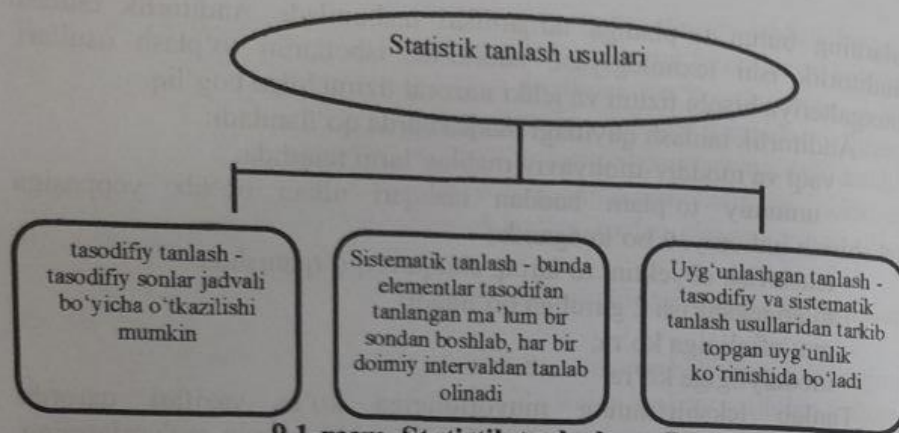 Statistik tanlash usullari
tasodifiy tanlash -
tasodifiy sonlar jadvali
bo‘yicha o‘tkazilishi
mumkin
Sistematik tanlash - bunda
elementlar tasodifan
tanlangan ma’lum bir
sondan boshlab, har bir
doimiy intervaldan tanlab
olinadi
Uyg‘unlashgan tanlash -
tasodifiy va sistematik
tanlash usullaridan tarkib
topgan uyg‘unlik
ko‘rinishida bo‘ladi